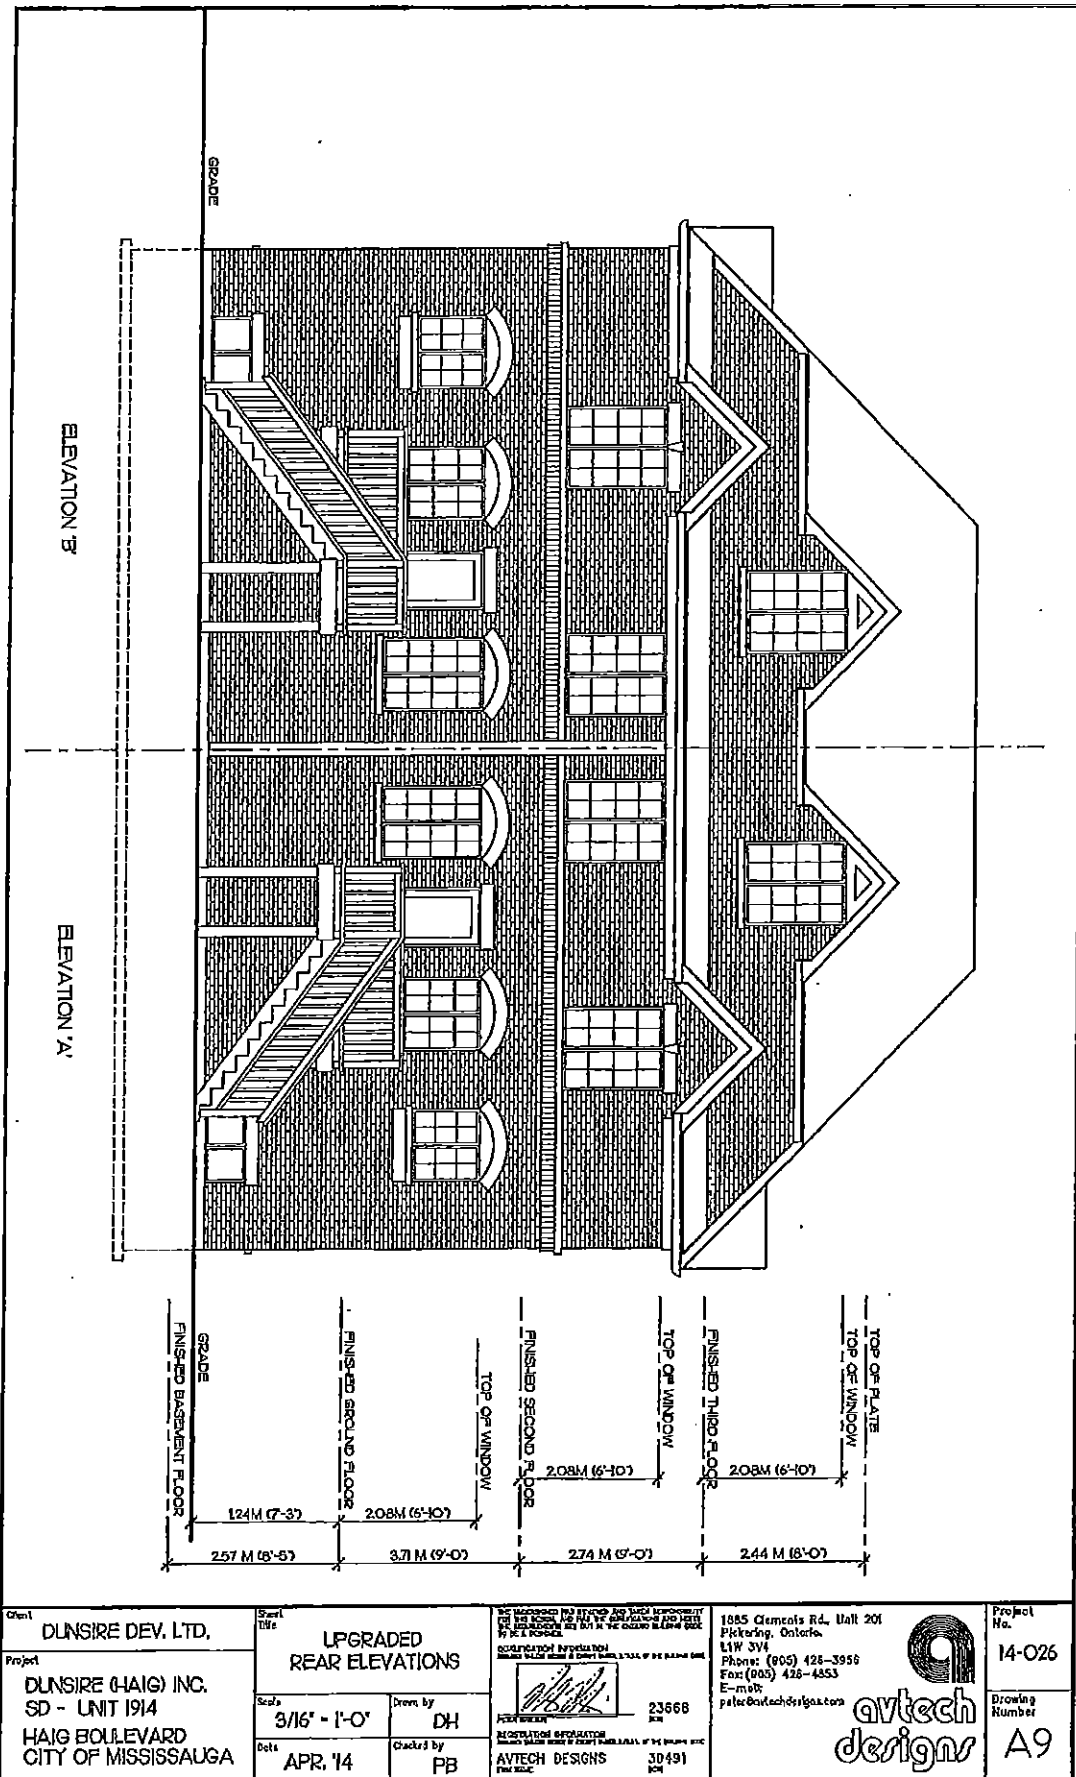 GRADE
ELEVATION 'B'
ELEVATION 'A'
TOP OF PLATE
TOP OF WINDOW
FINISHED THIRD FLOOR
TOP OF WINDOW
FINISHED SECOND FLOOR
TOP OF WINDOW
FINISHED GROUND FLOOR
GRADE
FINISHED BASEMENT FLOOR
2.08M (6'-10")
2.08M (6'-10")
1.24 M (7'-3")
2.08M (6'-10")
2.57 M (8'-5")
3.71 M (9'-0")
2.74 M (9'-0")
2.44 M (8'-0")
Client
DUNSIRE DEV. LTD.
Project
DUNSIRE (HAIG) INC.
SD - UNIT 1914
HAIG BOULEVARD
CITY OF MISSISSAUGA
Sheet
Title
UPGRADED
REAR ELEVATIONS
Scale
3/16" = 1'-0"
Drawn by
DH
Date
APR. '14
Checked by
PB
QUALIFICATION INFORMATION
23666
REGISTRATION INFORMATION
AVTECH DESIGNS 30491
1885 Clements Rd., Unit 201
Pickering, Ontario.
L1W 3V4
Phone: (905) 426-3956
Fax: (905) 426-4853
E-mail:
peter@avtechdesigns.com
avtech
designs
Project
No.
14-026
Drawing
Number
A9